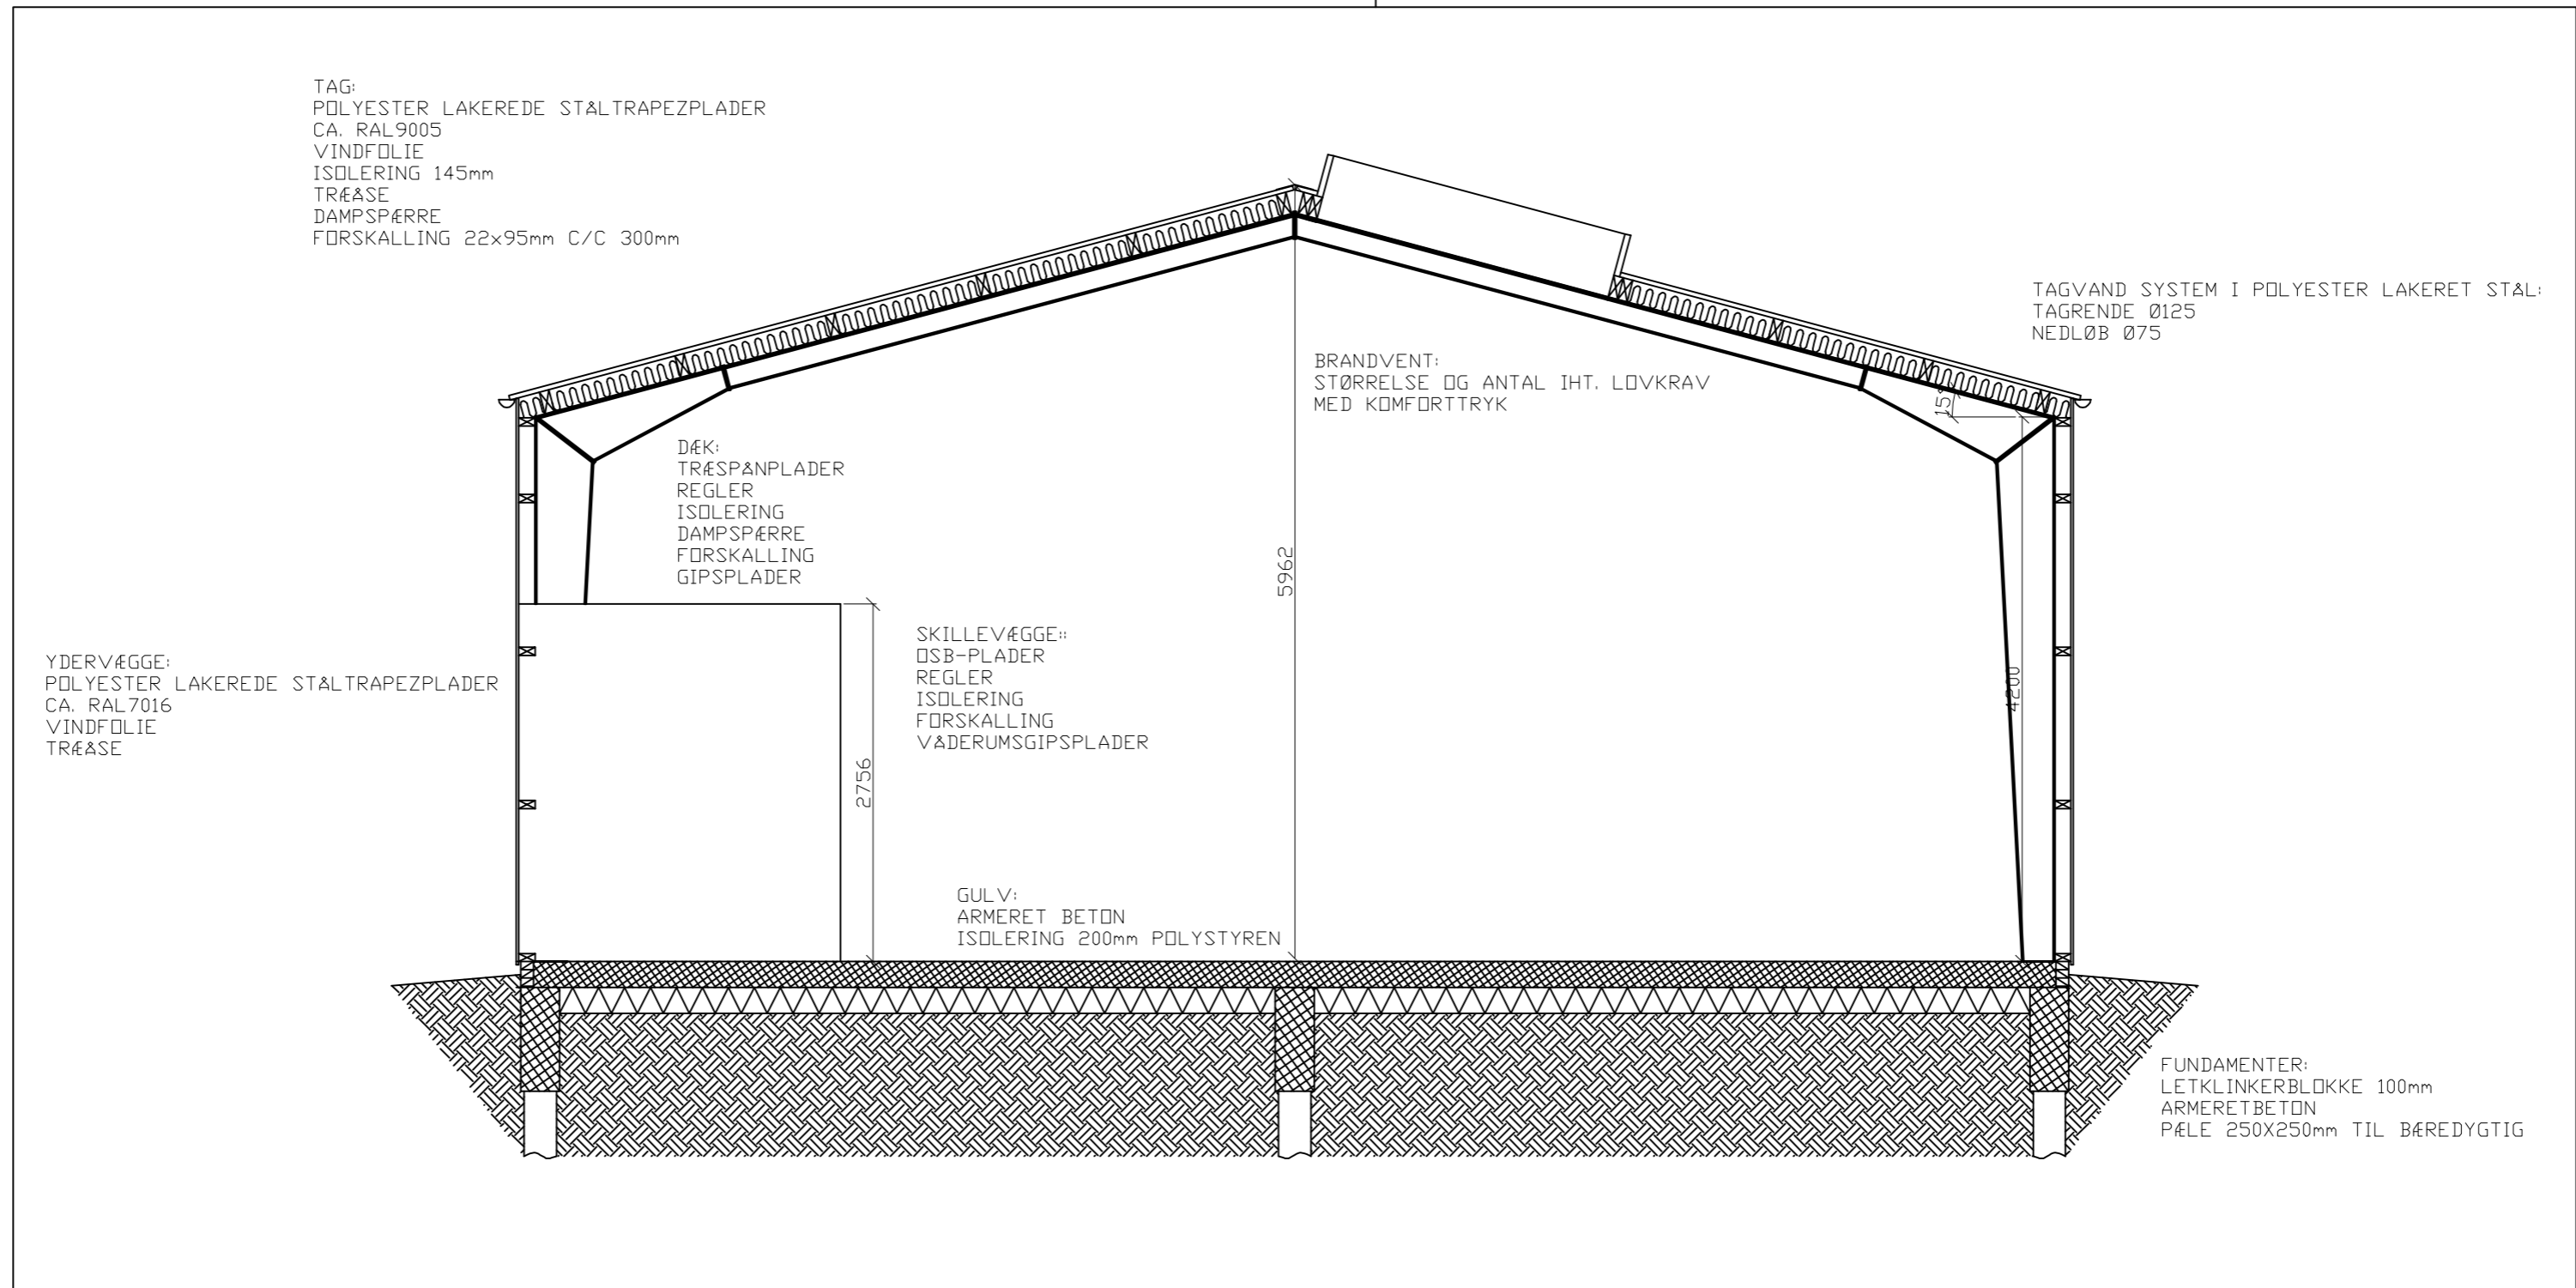 TAG:
POLYESTER LAKEREDE STÅLTRAPEZPLADER
CA. RAL9005
VINDFOLIE
ISOLERING 145mm
TRÆÅSE
DAMPSPÆRRE
FORSKALLING 22x95mm C/C 300mm
TAGVAND SYSTEM I POLYESTER LAKERET STÅL:
TAGRENDE Ø125
NEDLØB Ø75
BRANDVENT:
STØRRELSE OG ANTAL IHT. LOVKRAV
MED KOMFORTTRYK
15°
DÆK:
TRÆSPÅNPLADER
REGLER
ISOLERING
DAMPSPÆRRE
FORSKALLING
GIPSPLADER
5962
SKILLEVÆGGE::
OSB-PLADER
REGLER
ISOLERING
FORSKALLING
VÅDERUMSGIPSPLADER
4200
YDERVÆGGE:
POLYESTER LAKEREDE STÅLTRAPEZPLADER
CA. RAL7016
VINDFOLIE
TRÆÅSE
2756
GULV:
ARMERET BETON
ISOLERING 200mm POLYSTYREN
FUNDAMENTER:
LETKLINKERBLOKKE 100mm
ARMERETBETON
PÆLE 250X250mm TIL BÆREDYGTIG